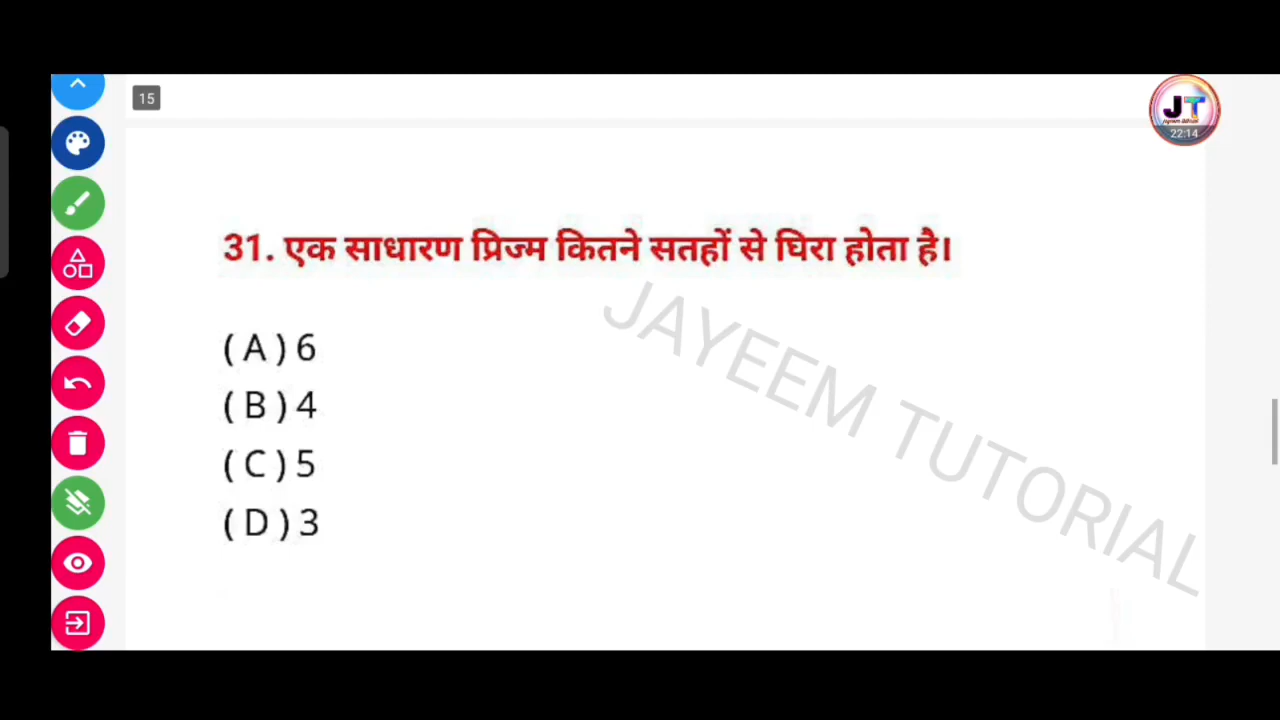 15
JT
22:14
31. एक साधारण प्रिज्म कितने सतहों से घिरा होता है।
( A ) 6
( B ) 4
( C ) 5
( D ) 3
JAYEEM TUTORIAL